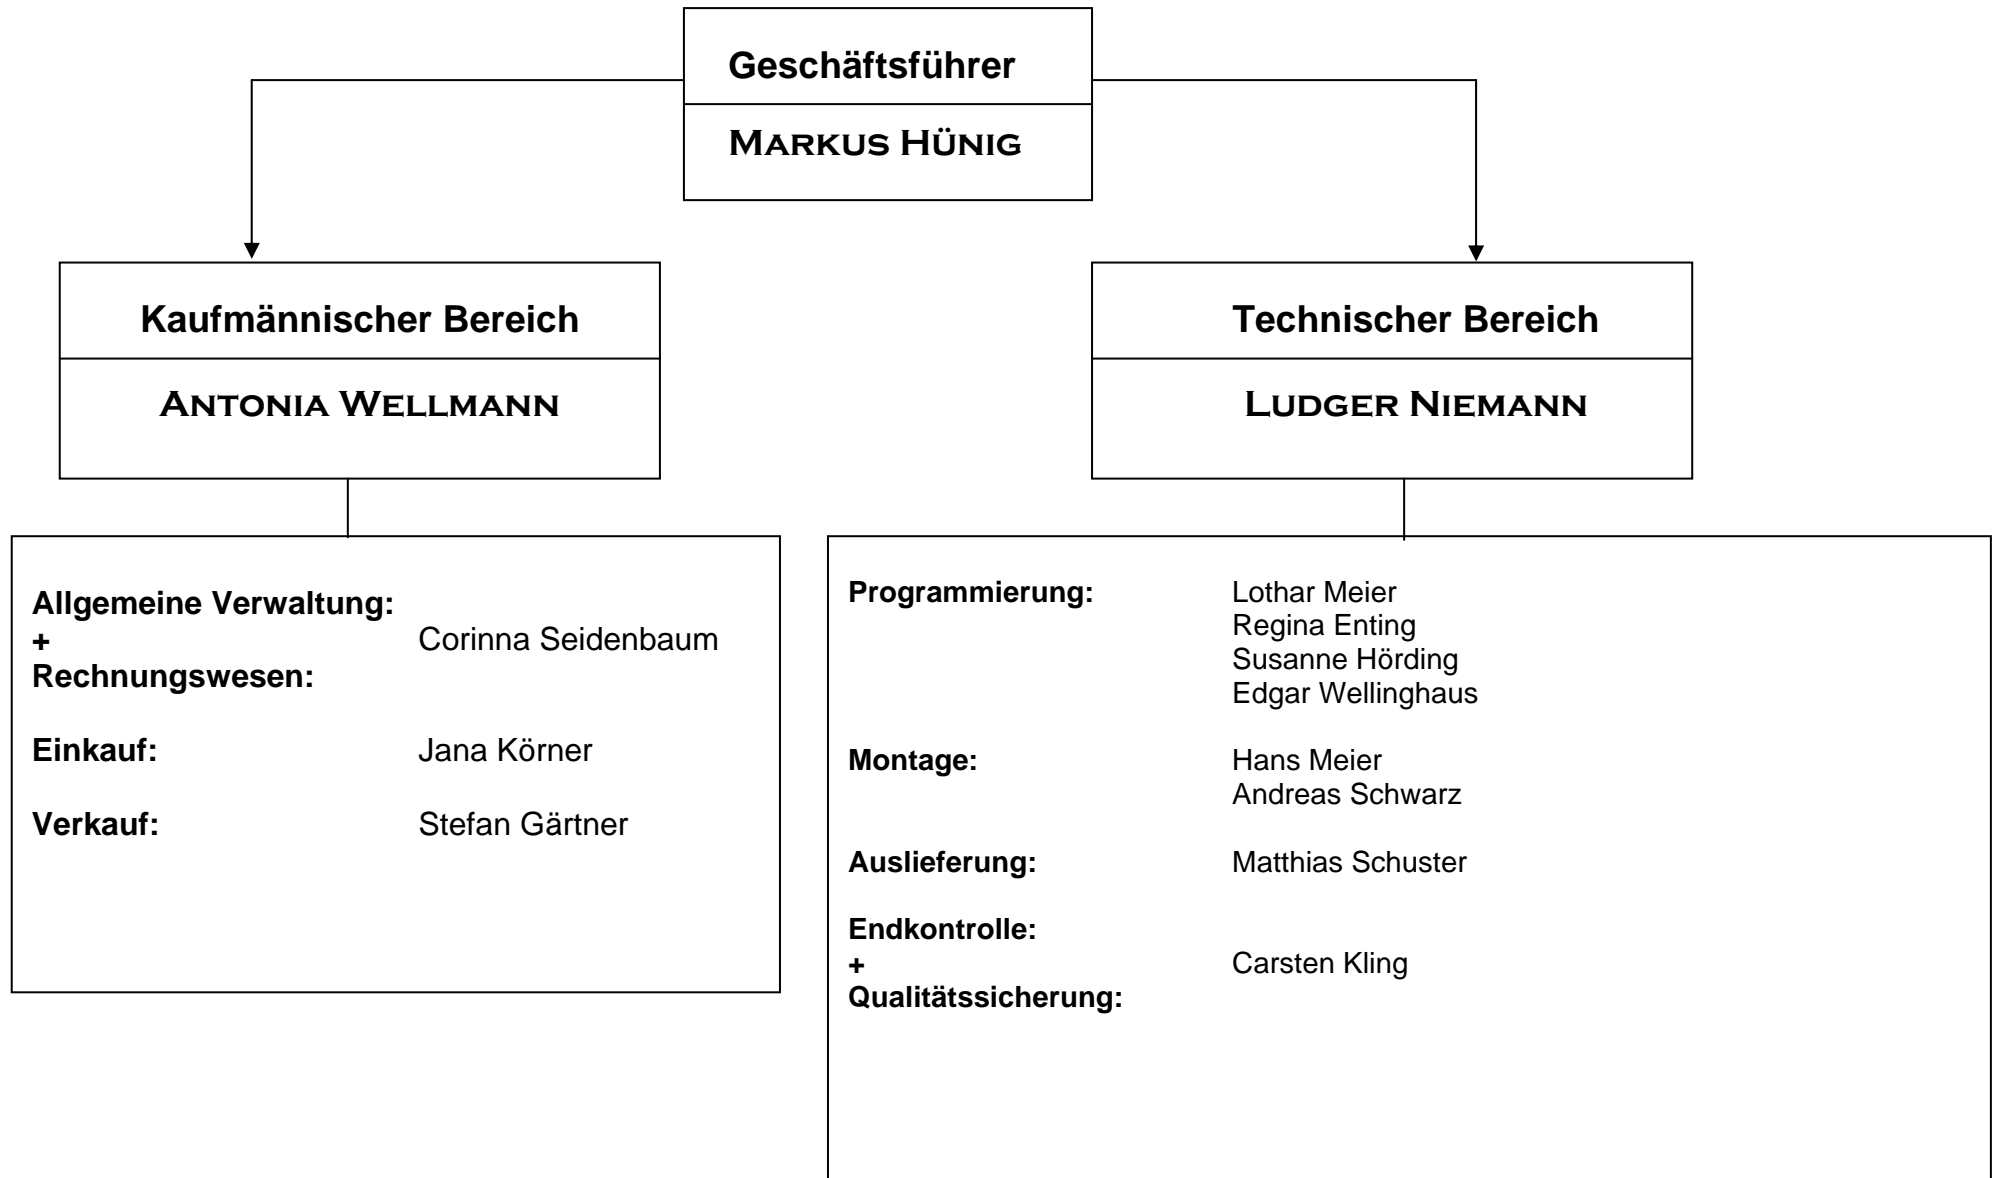 Geschäftsführer
MARKUS HÜNIG
Kaufmännischer Bereich
ANTONIA WELLMANN
Technischer Bereich
LUDGER NIEMANN
Allgemeine Verwaltung:
+ Corinna Seidenbaum
Rechnungswesen:
Einkauf: Jana Körner
Verkauf: Stefan Gärtner
Programmierung: Lothar Meier
Regina Enting
Susanne Hörding
Edgar Wellinghaus
Montage: Hans Meier
Andreas Schwarz
Auslieferung: Matthias Schuster
Endkontrolle:
+ Carsten Kling
Qualitätssicherung: